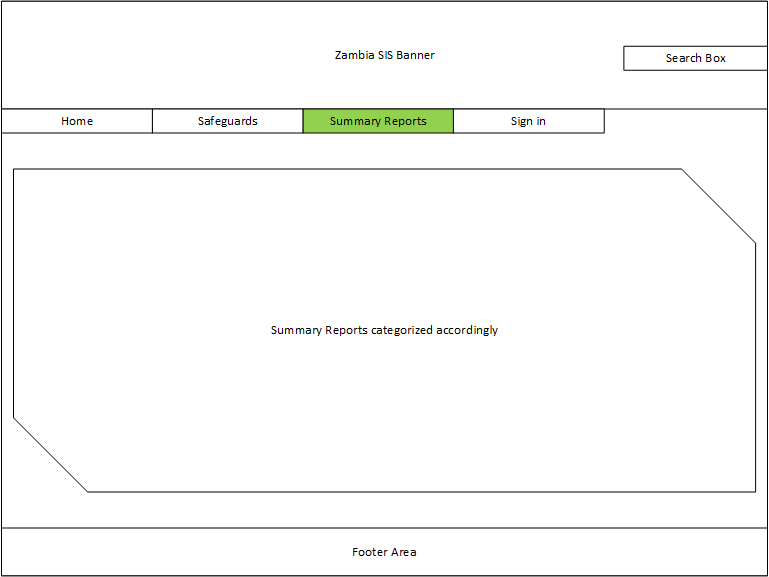 Zambia SIS Banner
Search Box
Home
Safeguards
Summary Reports
Sign in
Summary Reports categorized accordingly
Footer Area